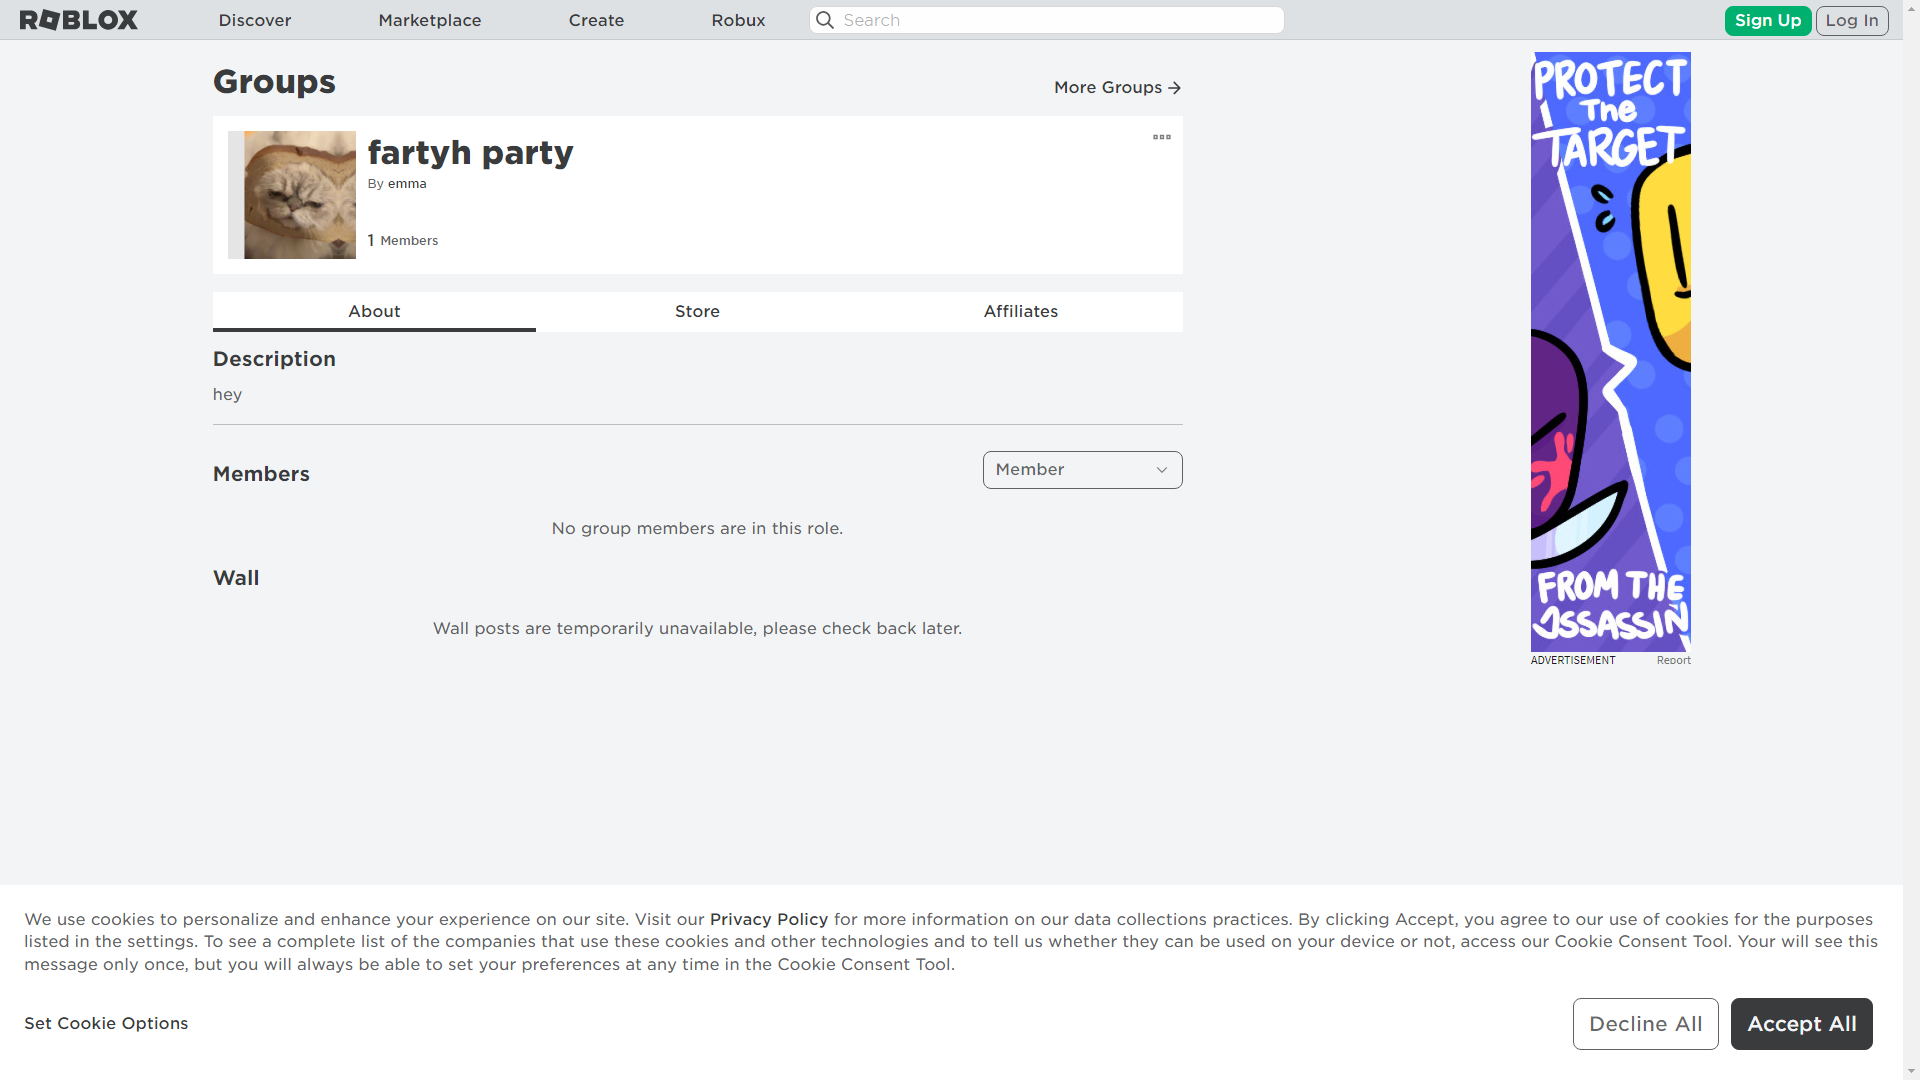 ROBLOX
Discover
Marketplace
Create
Robux
Search
Sign Up
Log In
Groups
More Groups
fartyh party
By emma
1 Members
About
Store
Affiliates
Description
hey
Members
Member
No group members are in this role.
Wall
Wall posts are temporarily unavailable, please check back later.
PROTECT
The
TARGET
FROM THE
ASSASSIN
ADVERTISEMENT
Report
We use cookies to personalize and enhance your experience on our site. Visit our Privacy Policy for more information on our data collections practices. By clicking Accept, you agree to our use of cookies for the purposes
listed in the settings. To see a complete list of the companies that use these cookies and other technologies and to tell us whether they can be used on your device or not, access our Cookie Consent Tool. Your will see this
message only once, but you will always be able to set your preferences at any time in the Cookie Consent Tool.
Set Cookie Options
Decline All
Accept All